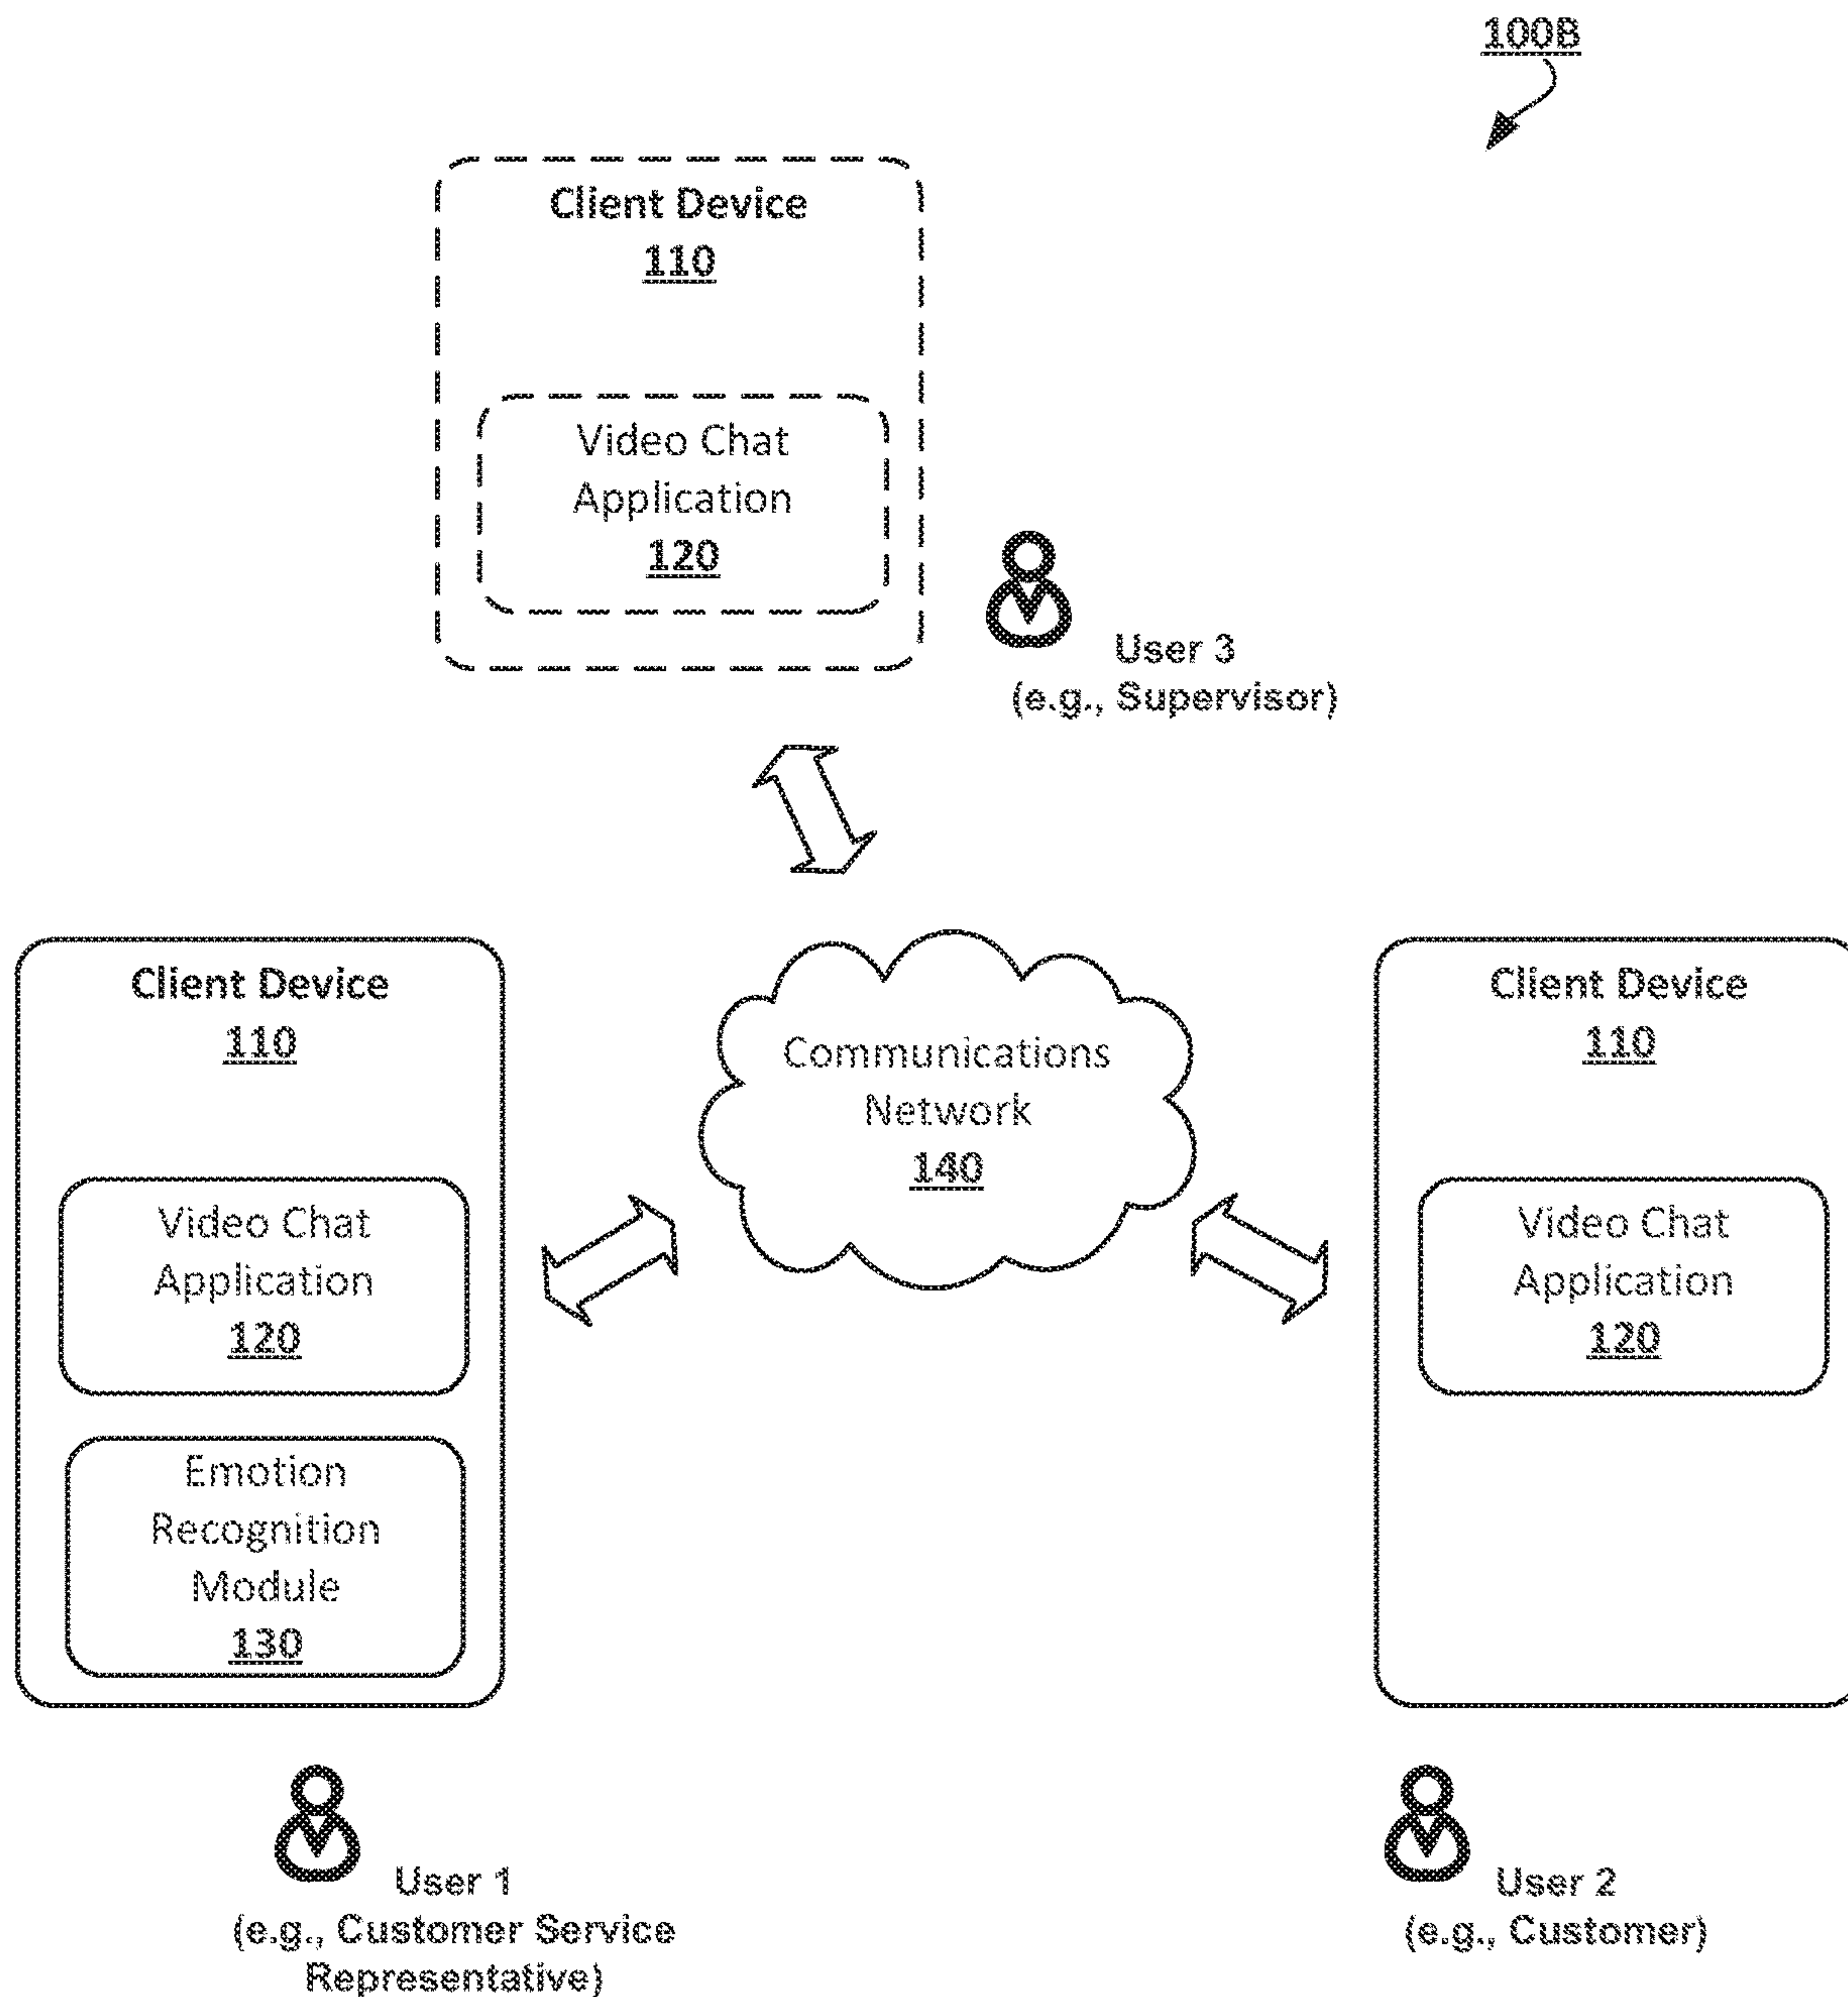 100B
Client Device
110
Video Chat
Application
120
User 3
(e.g., Supervisor)
Client Device
110
Video Chat
Application
120
Emotion
Recognition
Module
130
Communications
Network
140
Client Device
110
Video Chat
Application
120
User 1
(e.g., Customer Service
Representative)
User 2
(e.g., Customer)